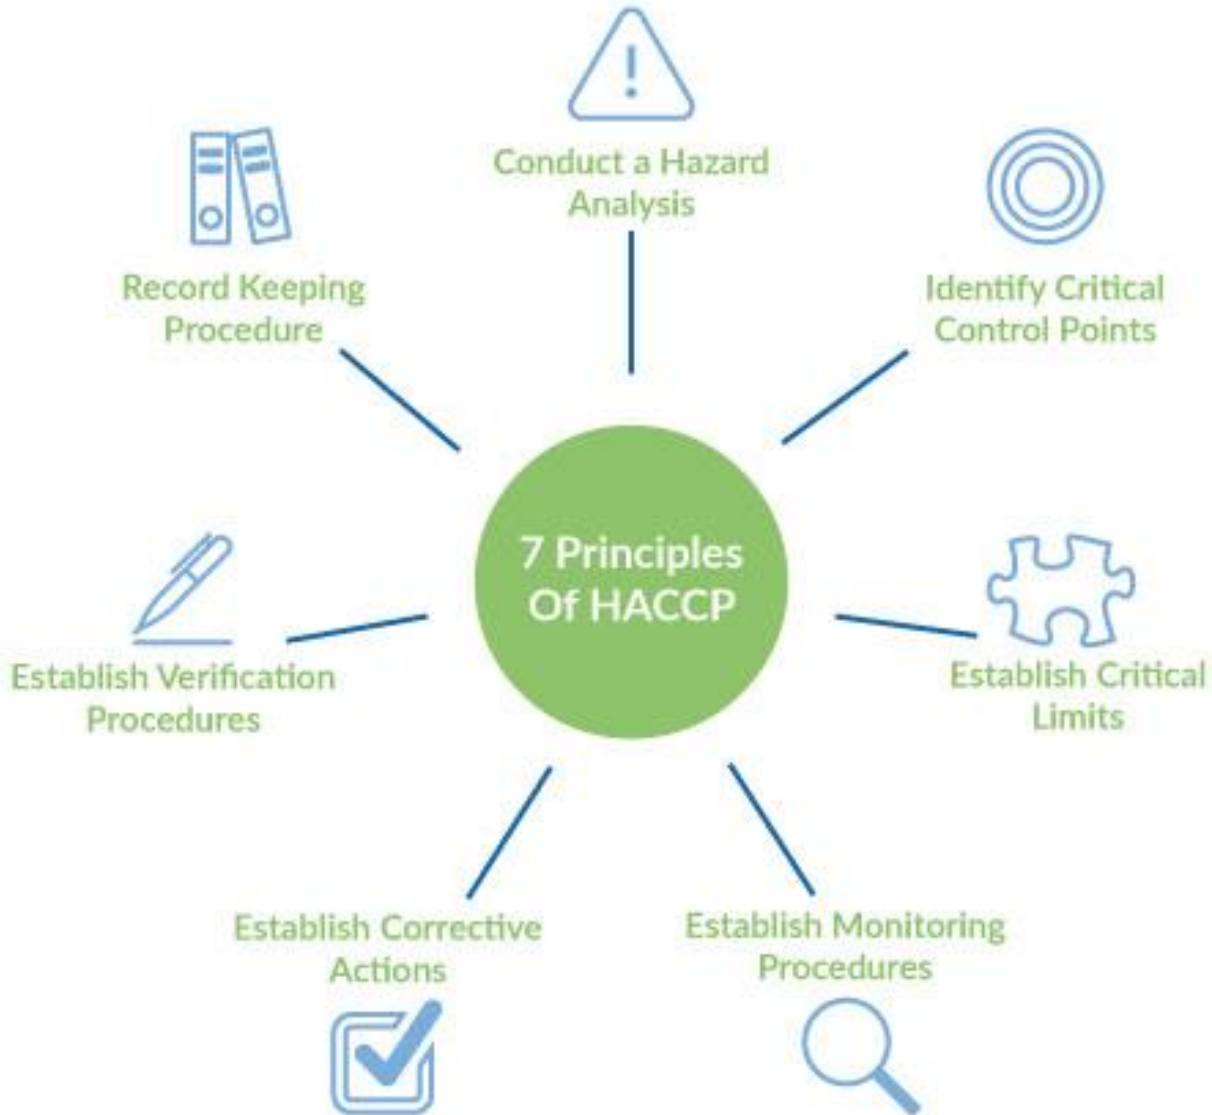 Conduct a Hazard
Analysis
Identify Critical
Control Points
Establish Critical
Limits
Establish Monitoring
Procedures
Establish Corrective
Actions
Establish Verification
Procedures
Record Keeping
Procedure
7 Principles
Of HACCP